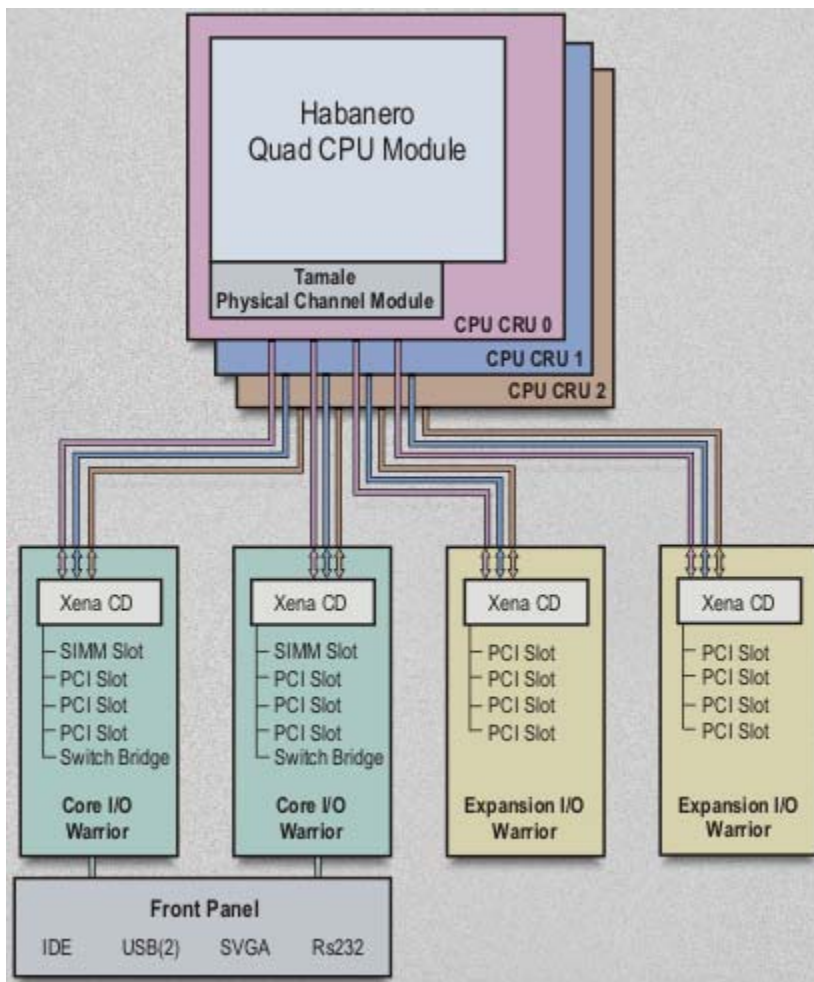 Habanero
Quad CPU Module
Tamale
Physical Channel Module
CPU CRU 0
CPU CRU 1
CPU CRU 2
Xena CD
SIMM Slot
PCI Slot
PCI Slot
PCI Slot
Switch Bridge
Core I/O
Warrior
Xena CD
SIMM Slot
PCI Slot
PCI Slot
PCI Slot
Switch Bridge
Core I/O
Warrior
Xena CD
PCI Slot
PCI Slot
PCI Slot
PCI Slot
Expansion I/O
Warrior
Xena CD
PCI Slot
PCI Slot
PCI Slot
PCI Slot
Expansion I/O
Warrior
Front Panel
IDE USB(2) SVGA Rs232